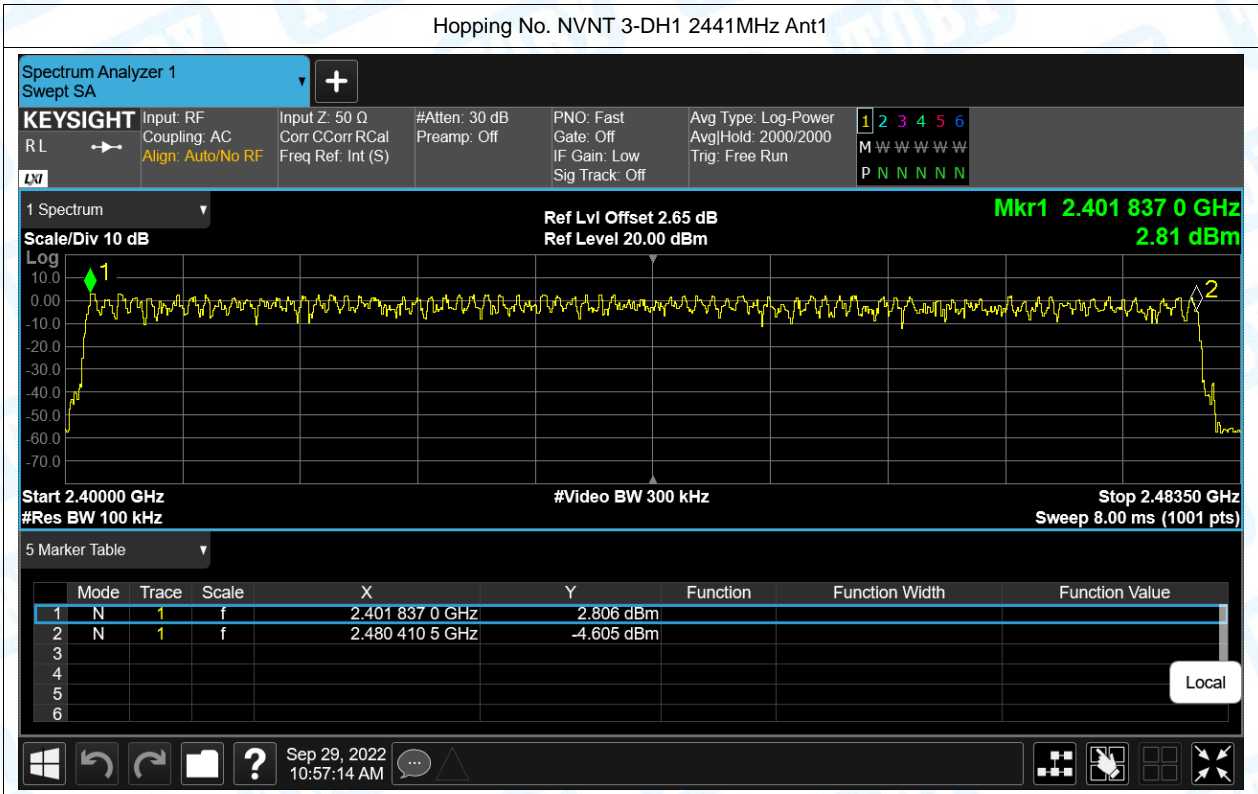 Hopping No. NVNT 3-DH1 2441MHz Ant1
Spectrum Analyzer 1
Swept SA
KEYSIGHT Input: RF Input Z: 50 Ω #Atten: 30 dB PNO: Fast Avg Type: Log-Power 1 2 3 4 5 6
RL Coupling: AC Corr CCorr RCal Preamp: Off Gate: Off Avg|Hold: 2000/2000 M W W W W W
Align: Auto/No RF Freq Ref: Int (S) IF Gain: Low Trig: Free Run
LXI Sig Track: Off P N N N N N
1 Spectrum Ref Lvl Offset 2.65 dB Mkr1 2.401 837 0 GHz
Scale/Div 10 dB Ref Level 20.00 dBm 2.81 dBm
Log
1
10.0
2
0.00
-10.0
-20.0
-30.0
-40.0
-50.0
-60.0
-70.0
Start 2.40000 GHz #Video BW 300 kHz Stop 2.48350 GHz
#Res BW 100 kHz Sweep 8.00 ms (1001 pts)
5 Marker Table
Mode Trace Scale X Y Function Function Width Function Value
1 N 1 f 2.401 837 0 GHz 2.806 dBm
2 N 1 f 2.480 410 5 GHz -4.605 dBm
3
4
5
6
Local
? Sep 29, 2022
10:57:14 AM